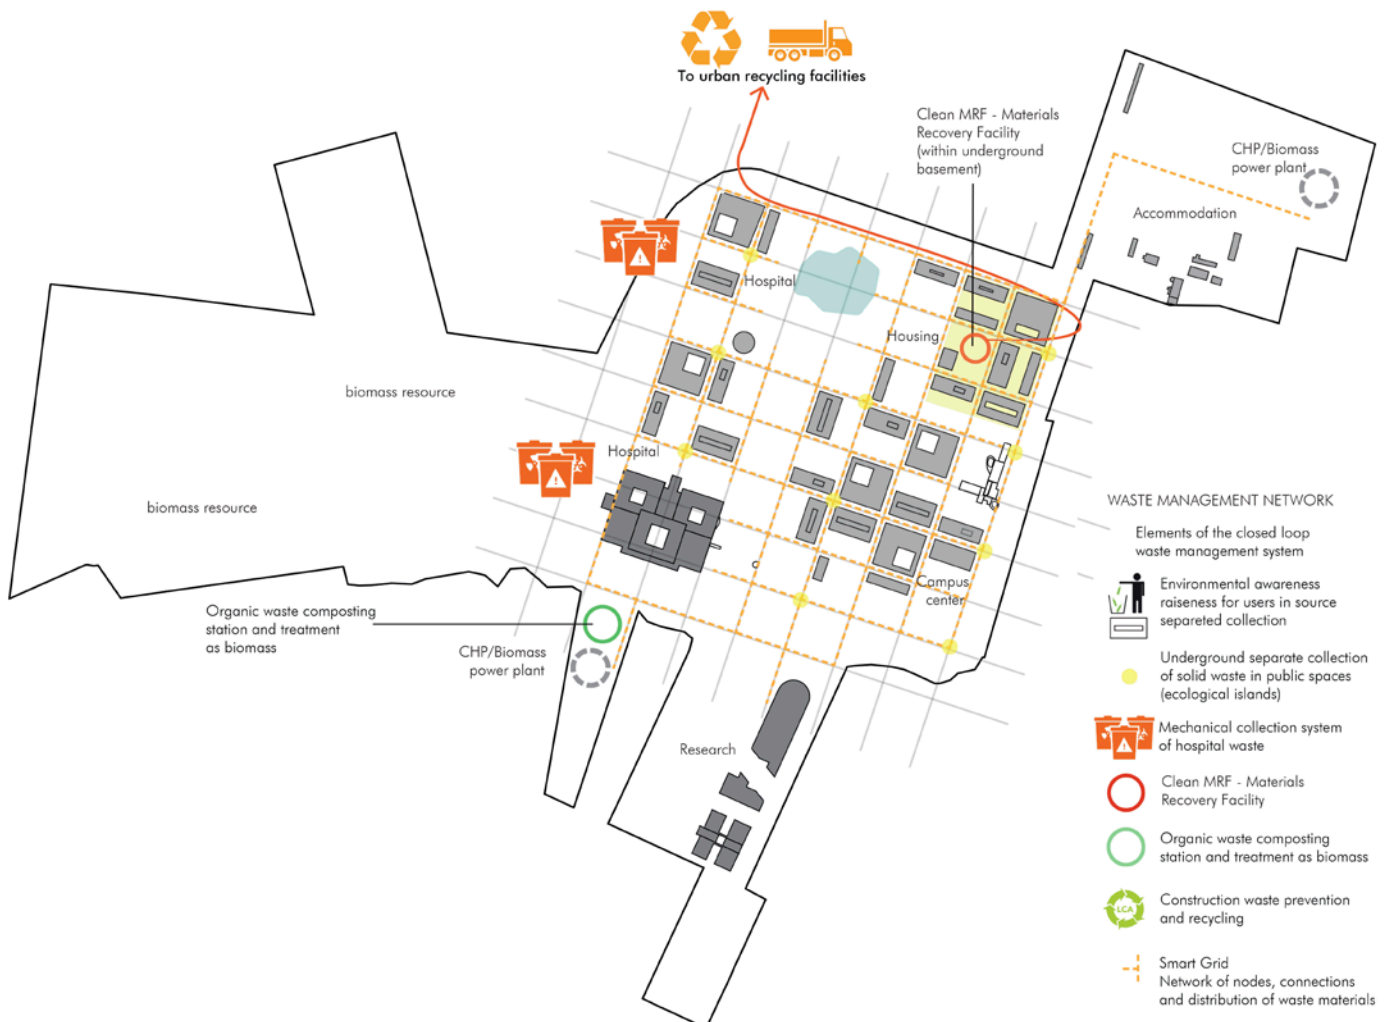 To urban recycling facilities
Clean MRF - Materials
Recovery Facility
(within underground
basement)
CHP/Biomass
power plant
Accommodation
Hospital
Housing
biomass resource
Hospital
biomass resource
Campus
center
Organic waste composting
station and treatment
as biomass
CHP/Biomass
power plant
Research
WASTE MANAGEMENT NETWORK
Elements of the closed loop
waste management system
Environmental awareness
raiseness for users in source
separeted collection
Underground separate collection
of solid waste in public spaces
(ecological islands)
Mechanical collection system
of hospital waste
Clean MRF - Materials
Recovery Facility
Organic waste composting
station and treatment as biomass
LCA
Construction waste prevention
and recycling
Smart Grid
Network of nodes, connections
and distribution of waste materials